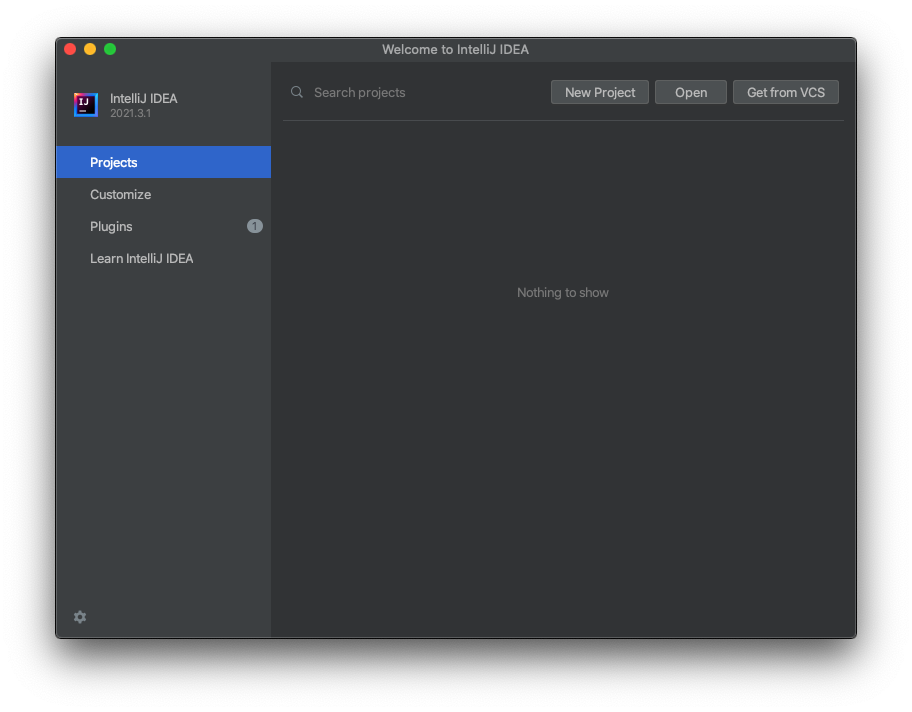 Welcome to IntelliJ IDEA
IJ
IntelliJ IDEA
2021.3.1
Search projects
New Project
Open
Get from VCS
Projects
Customize
Plugins
1
Learn IntelliJ IDEA
Nothing to show